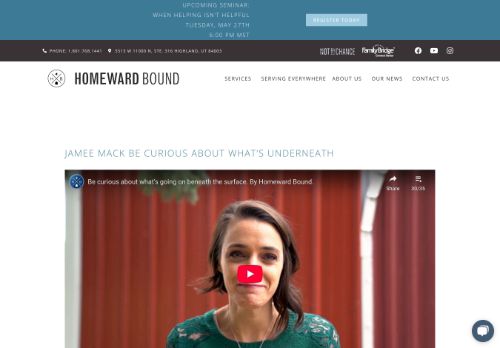 UPCOMING SEMINAR:
WHEN HELPING ISN'T HELPFUL
TUESDAY, MAY 27TH
6:00 PM MST
REGISTER TODAY
PHONE: 1.801.768.1441
5513 W 11000 N, STE. 316 HIGHLAND, UT 84003
NOT BY CHANCE
FamilyBridge
HOMEWARD BOUND
SERVICES
SERVING EVERYWHERE
ABOUT US
OUR NEWS
CONTACT US
JAMEE MACK BE CURIOUS ABOUT WHAT'S UNDERNEATH
Be curious about what's going on beneath the surface. By Homeward Bound.
Share
20/35